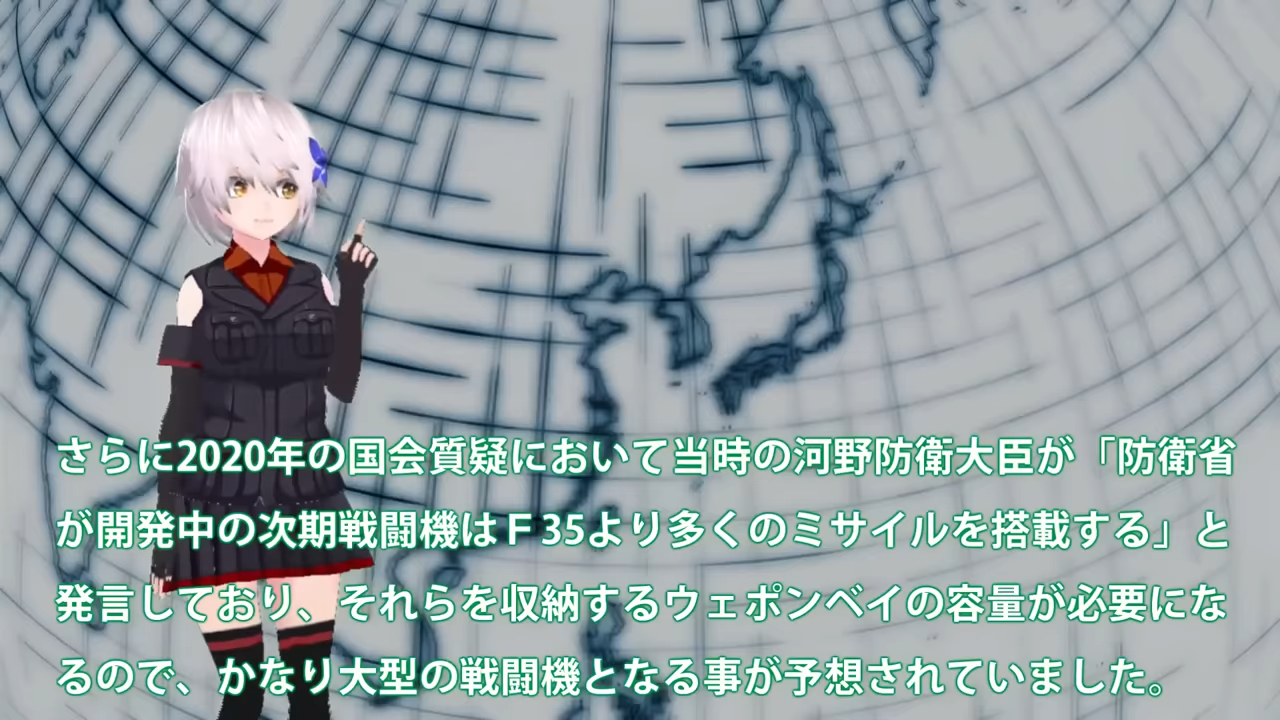 さらに2020年の国会質疑において当時の河野防衛大臣が「防衛省
が開発中の次期戦闘機はＦ35より多くのミサイルを搭載する」と
発言しており、それらを収納するウェポンベイの容量が必要にな
るので、かなり大型の戦闘機となる事が予想されていました。